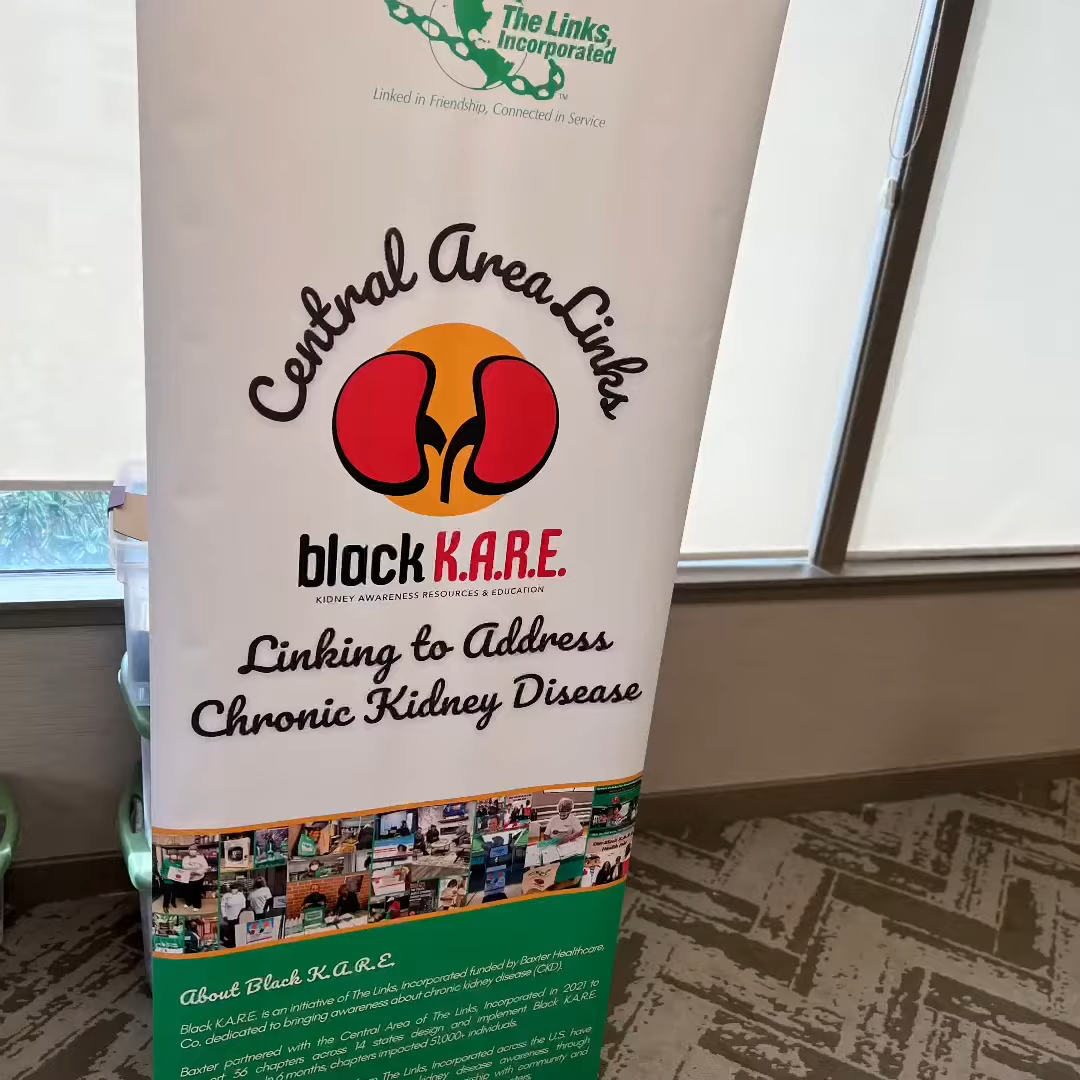 The Links,
Incorporated
TM
Linked in Friendship, Connected in Service
Central Area Links
black K.A.R.E.
KIDNEY AWARENESS RESOURCES & EDUCATION
Linking to Address
Chronic Kidney Disease
About Black K.A.R.E.
Black K.A.R.E. is an initiative of The Links, Incorporated funded by Baxter Healthcare,
Co. dedicated to bringing awareness about chronic kidney disease (CKD).
Baxter partnered with the Central Area of The Links, Incorporated in 2021 to
56 chapters across 14 states design and implement Black K.A.R.E.
In 6 months, chapters impacted 51,000+ individuals.
The Links, Incorporated across the U.S. have
kidney disease awareness through
with community and